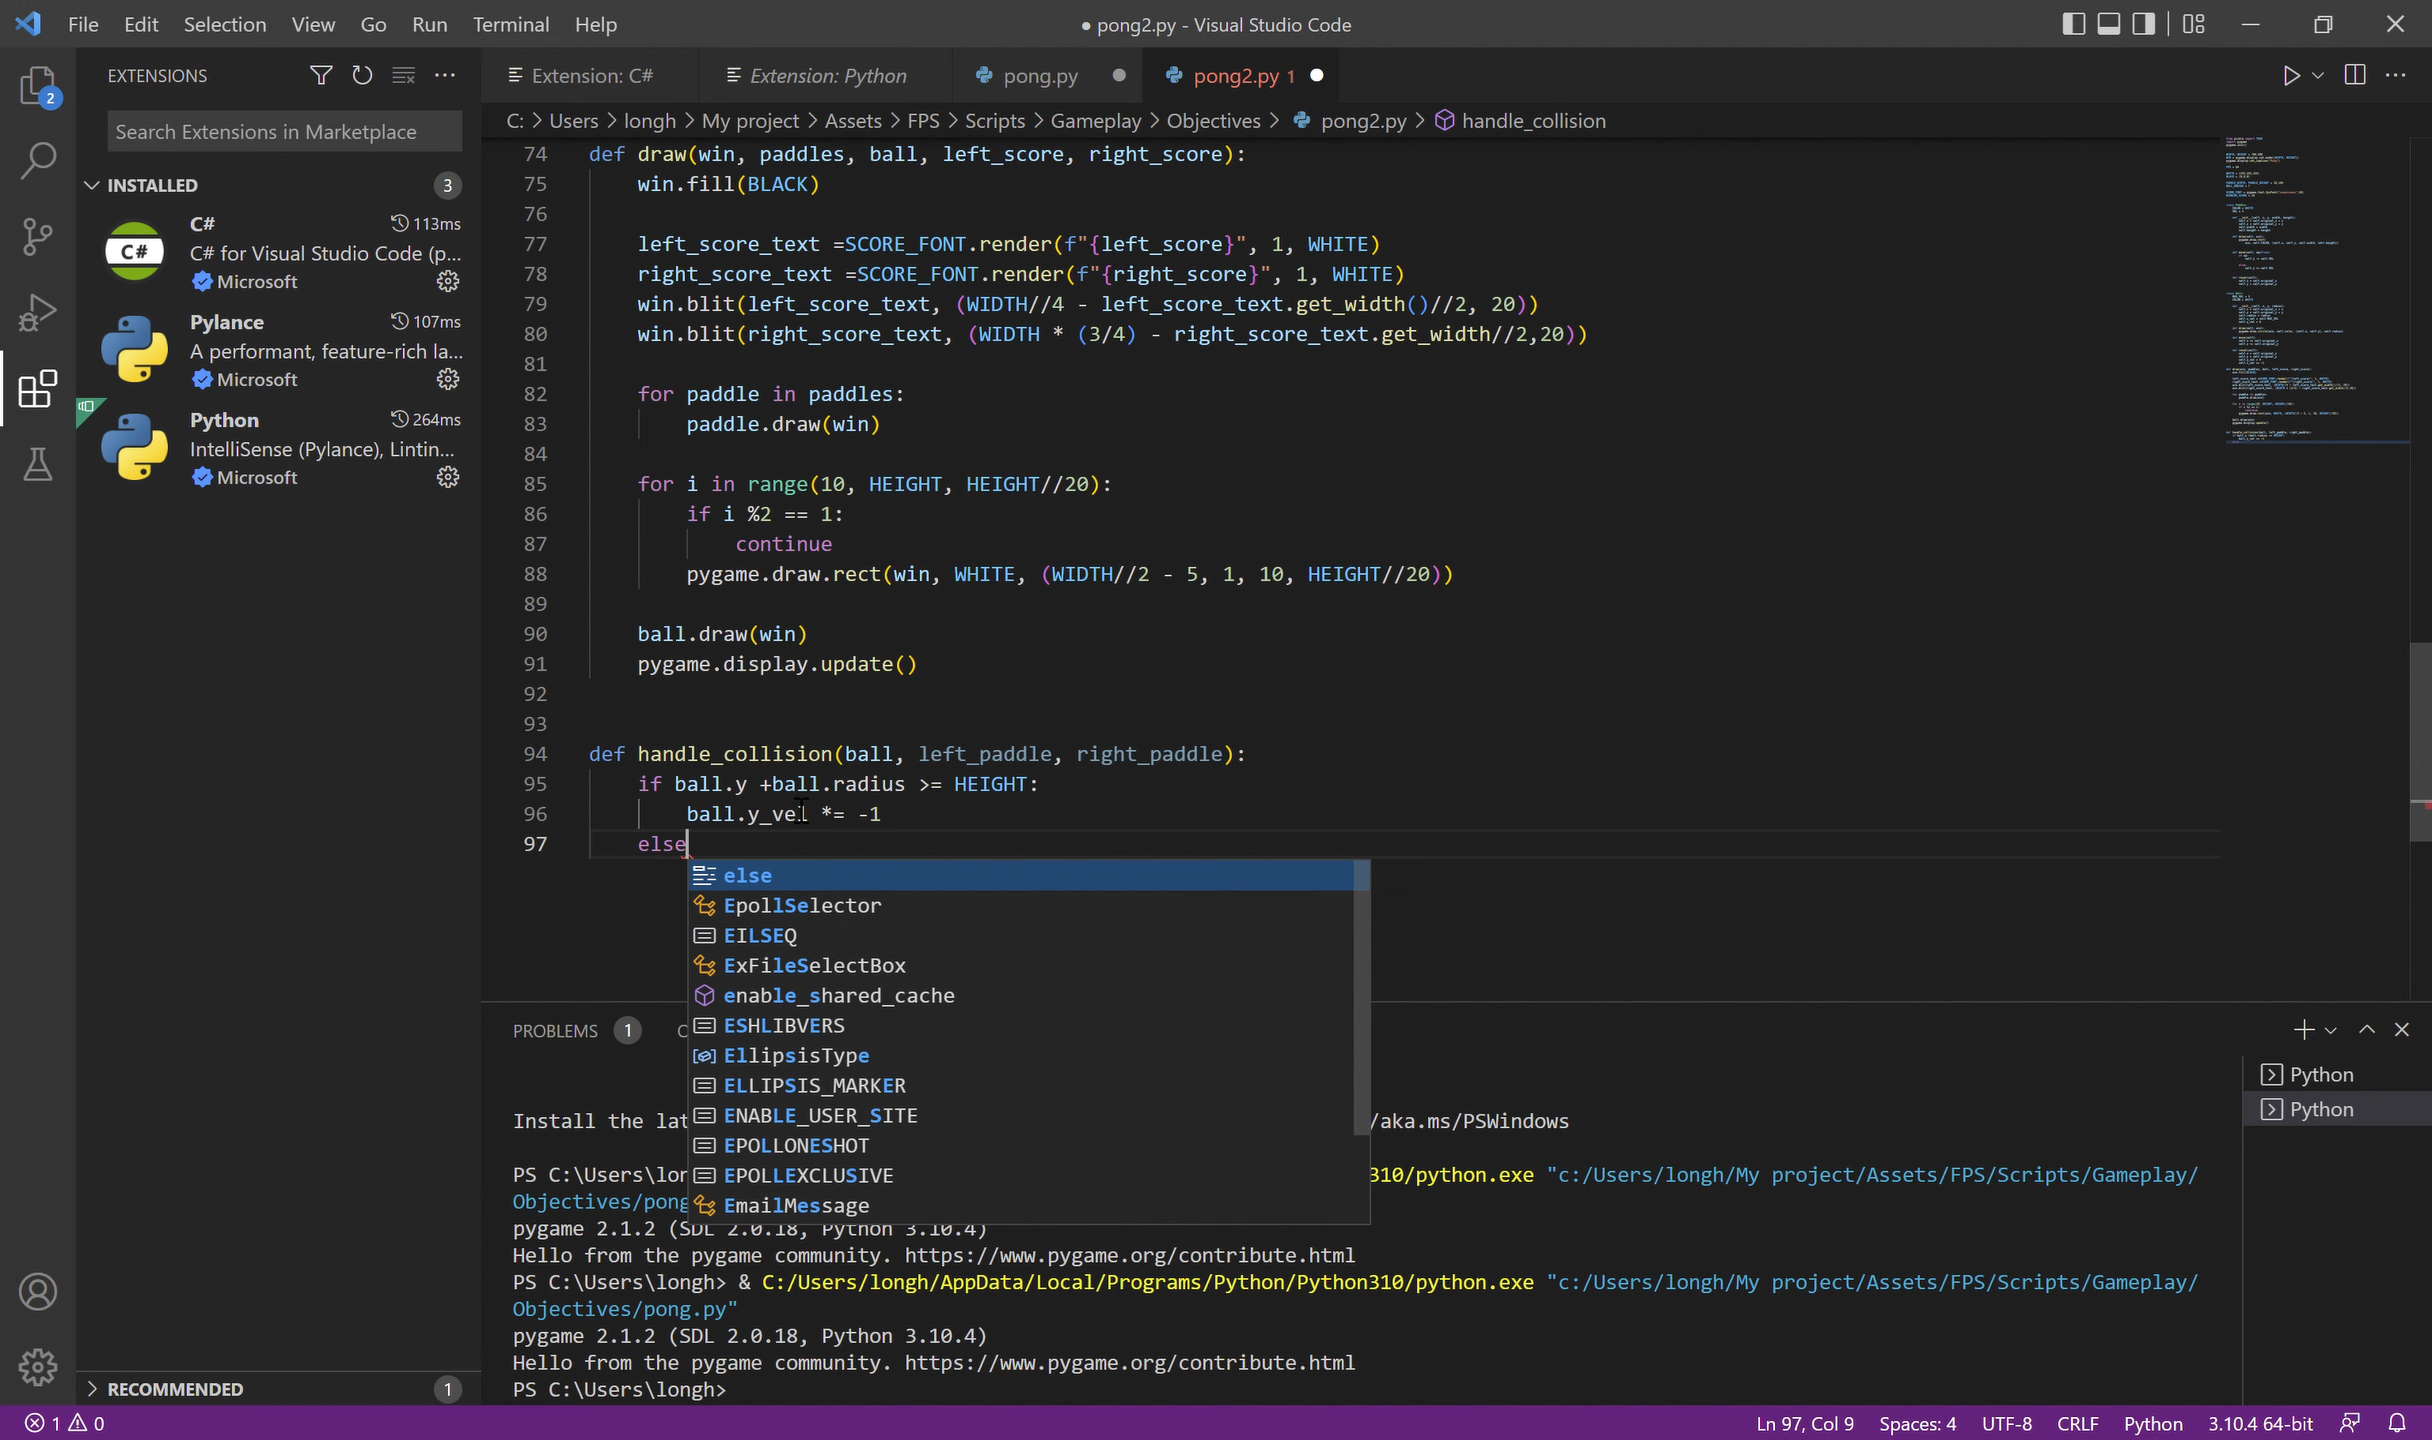 File Edit Selection View Go Run Terminal Help
● pong2.py - Visual Studio Code
EXTENSIONS
Search Extensions in Marketplace
INSTALLED 3
C# 113ms
C# for Visual Studio Code (p...
Microsoft
Pylance 107ms
A performant, feature-rich la...
Microsoft
Python 264ms
IntelliSense (Pylance), Lintin...
Microsoft
RECOMMENDED 1
2
Extension: C# Extension: Python pong.py pong2.py 1
C: > Users > longh > My project > Assets > FPS > Scripts > Gameplay > Objectives > pong2.py > handle_collision
74 def draw(win, paddles, ball, left_score, right_score):
75 win.fill(BLACK)
76
77 left_score_text =SCORE_FONT.render(f"{left_score}", 1, WHITE)
78 right_score_text =SCORE_FONT.render(f"{right_score}", 1, WHITE)
79 win.blit(left_score_text, (WIDTH//4 - left_score_text.get_width()//2, 20))
80 win.blit(right_score_text, (WIDTH * (3/4) - right_score_text.get_width//2,20))
81
82 for paddle in paddles:
83 paddle.draw(win)
84
85 for i in range(10, HEIGHT, HEIGHT//20):
86 if i %2 == 1:
87 continue
88 pygame.draw.rect(win, WHITE, (WIDTH//2 - 5, 1, 10, HEIGHT//20))
89
90 ball.draw(win)
91 pygame.display.update()
92
93
94 def handle_collision(ball, left_paddle, right_paddle):
95 if ball.y +ball.radius >= HEIGHT:
96 ball.y_vel *= -1
97 else
else
EpollSelector
EILSEQ
ExFileSelectBox
enable_shared_cache
ESHLIBVERS
EllipsisType
ELLIPSIS_MARKER
ENABLE_USER_SITE
EPOLLONESHOT
EPOLLEXCLUSIVE
EmailMessage
PROBLEMS 1
Install the lat /aka.ms/PSWindows
PS C:\Users\lon 310/python.exe "c:/Users/longh/My project/Assets/FPS/Scripts/Gameplay/
Objectives/pong
pygame 2.1.2 (SDL 2.0.18, Python 3.10.4)
Hello from the pygame community. https://www.pygame.org/contribute.html
PS C:\Users\longh> & C:/Users/longh/AppData/Local/Programs/Python/Python310/python.exe "c:/Users/longh/My project/Assets/FPS/Scripts/Gameplay/
Objectives/pong.py"
pygame 2.1.2 (SDL 2.0.18, Python 3.10.4)
Hello from the pygame community. https://www.pygame.org/contribute.html
PS C:\Users\longh>
Python
Python
1 0 Ln 97, Col 9 Spaces: 4 UTF-8 CRLF Python 3.10.4 64-bit